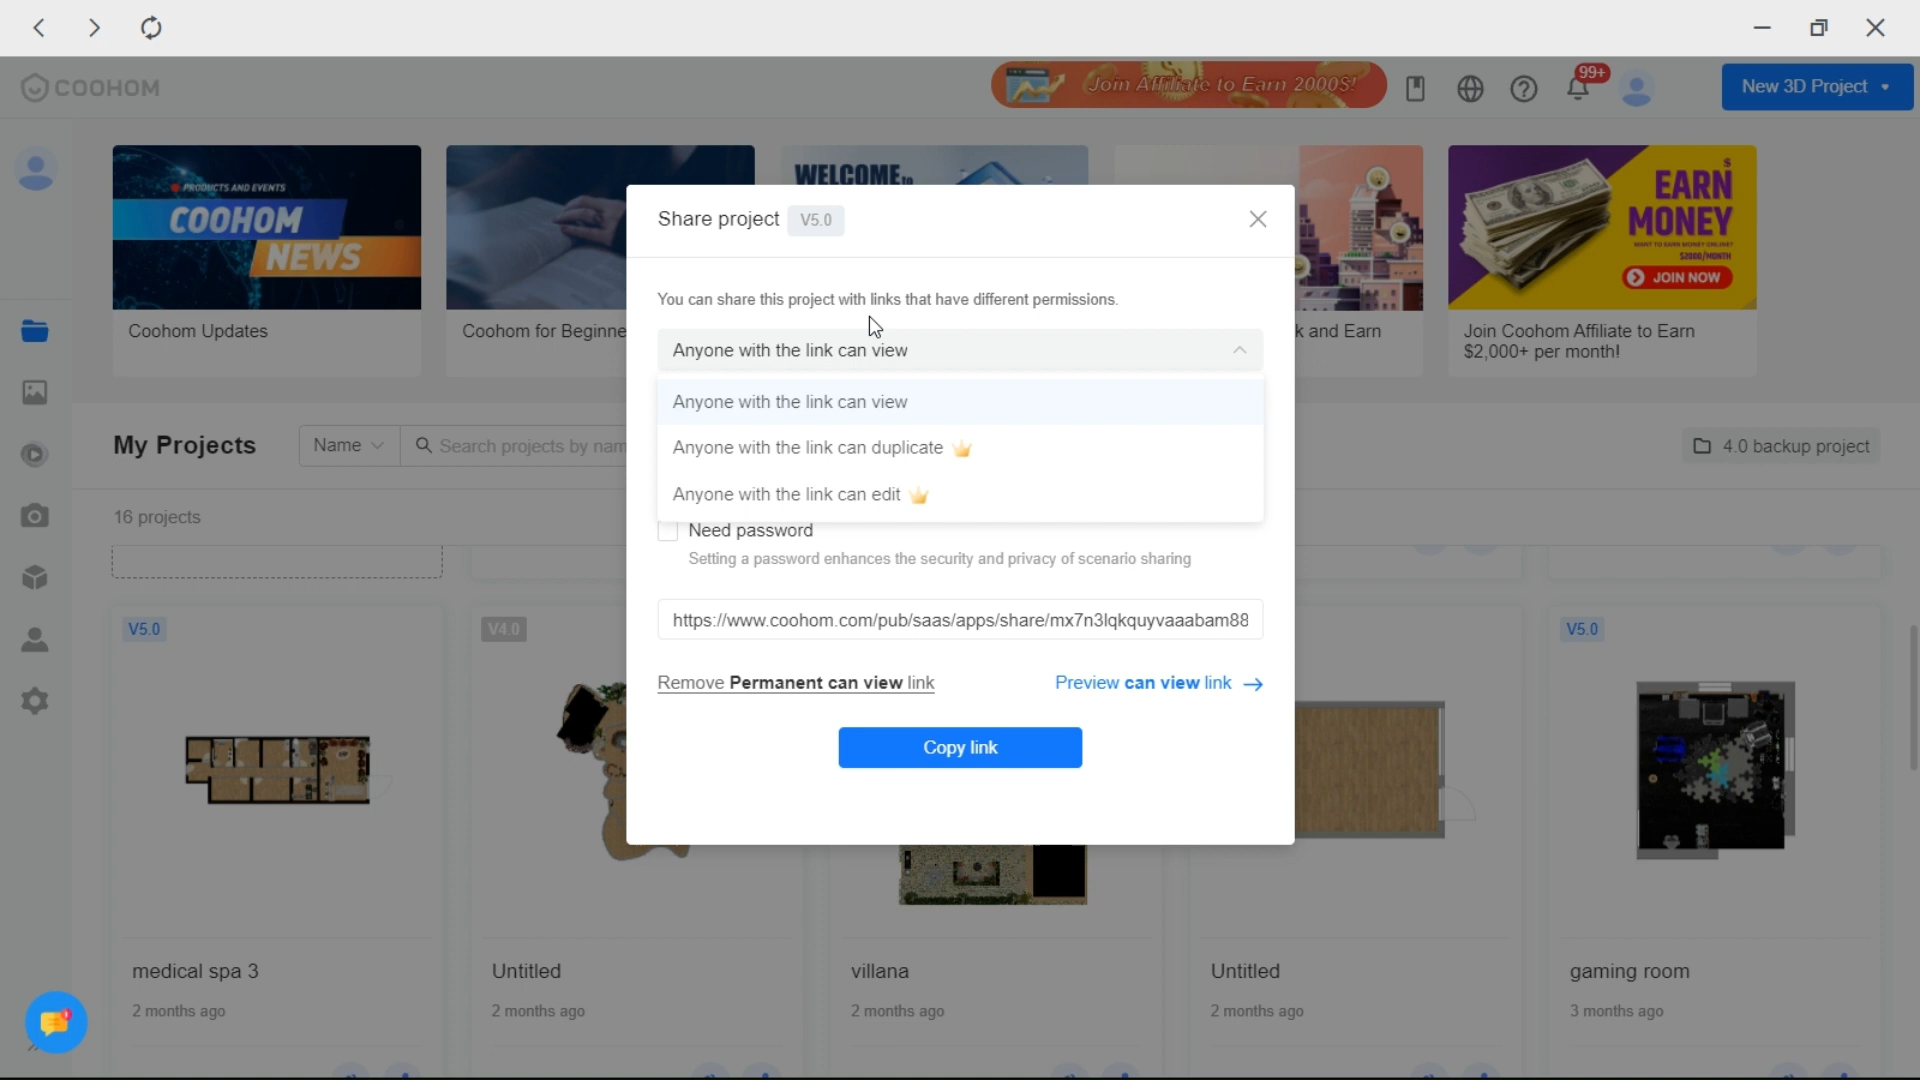 COOHOM
Join Affiliate to Earn 2000$!
99+
New 3D Project
PRODUCTS AND EVENTS
COOHOM
NEWS
Coohom Updates
Coohom for Beginne
WELCOME
k and Earn
$
EARN
MONEY
WANT TO EARN MONEY ONLINE?
$2000/MONTH
JOIN NOW
Join Coohom Affiliate to Earn
$2,000+ per month!
Share project V5.0
You can share this project with links that have different permissions.
Anyone with the link can view
Anyone with the link can view
Anyone with the link can duplicate
Anyone with the link can edit
Need password
Setting a password enhances the security and privacy of scenario sharing
https://www.coohom.com/pub/saas/apps/share/mx7n3lqkquyvaaabam88
Remove Permanent can view link
Preview can view link
Copy link
My Projects
Name
Search projects by nam
4.0 backup project
16 projects
V5.0
V4.0
V5.0
medical spa 3
2 months ago
Untitled
2 months ago
villana
2 months ago
Untitled
2 months ago
gaming room
3 months ago